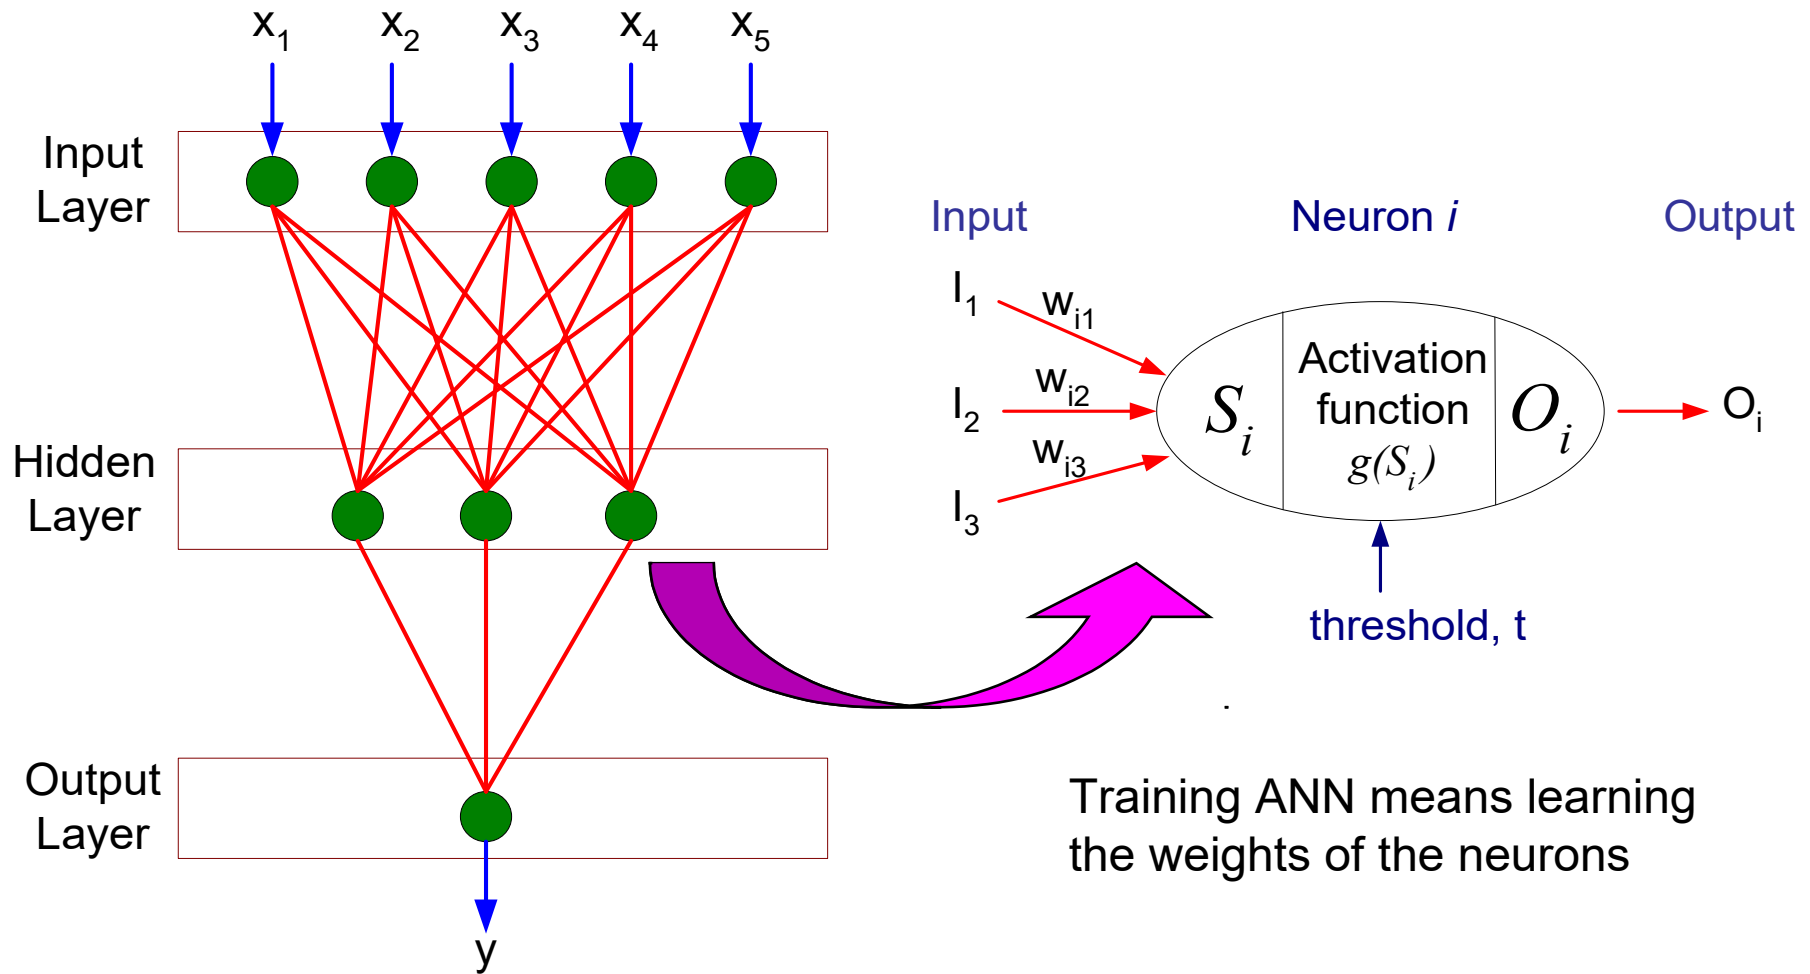 x1 x2 x3 x4 x5
Input
Layer
Hidden
Layer
Output
Layer
y
Input Neuron i Output
I1 wi1
I2 wi2
I3 wi3
Si
Activation
function
g(Si)
Oi
Oi
threshold, t
.
Training ANN means learning
the weights of the neurons